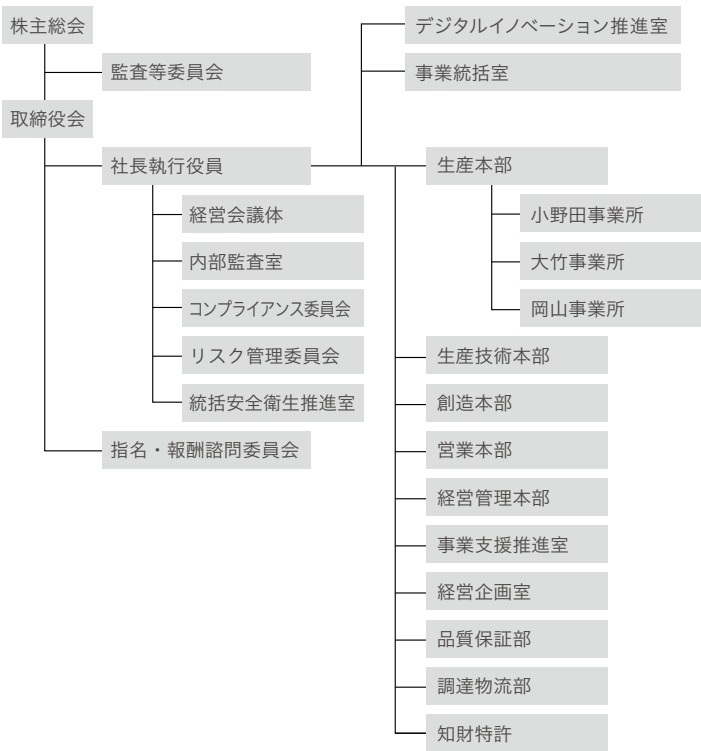 株主総会
監査等委員会
取締役会
社長執行役員
経営会議体
内部監査室
コンプライアンス委員会
リスク管理委員会
統括安全衛生推進室
指名・報酬諮問委員会
デジタルイノベーション推進室
事業統括室
生産本部
小野田事業所
大竹事業所
岡山事業所
生産技術本部
創造本部
営業本部
経営管理本部
事業支援推進室
経営企画室
品質保証部
調達物流部
知財特許